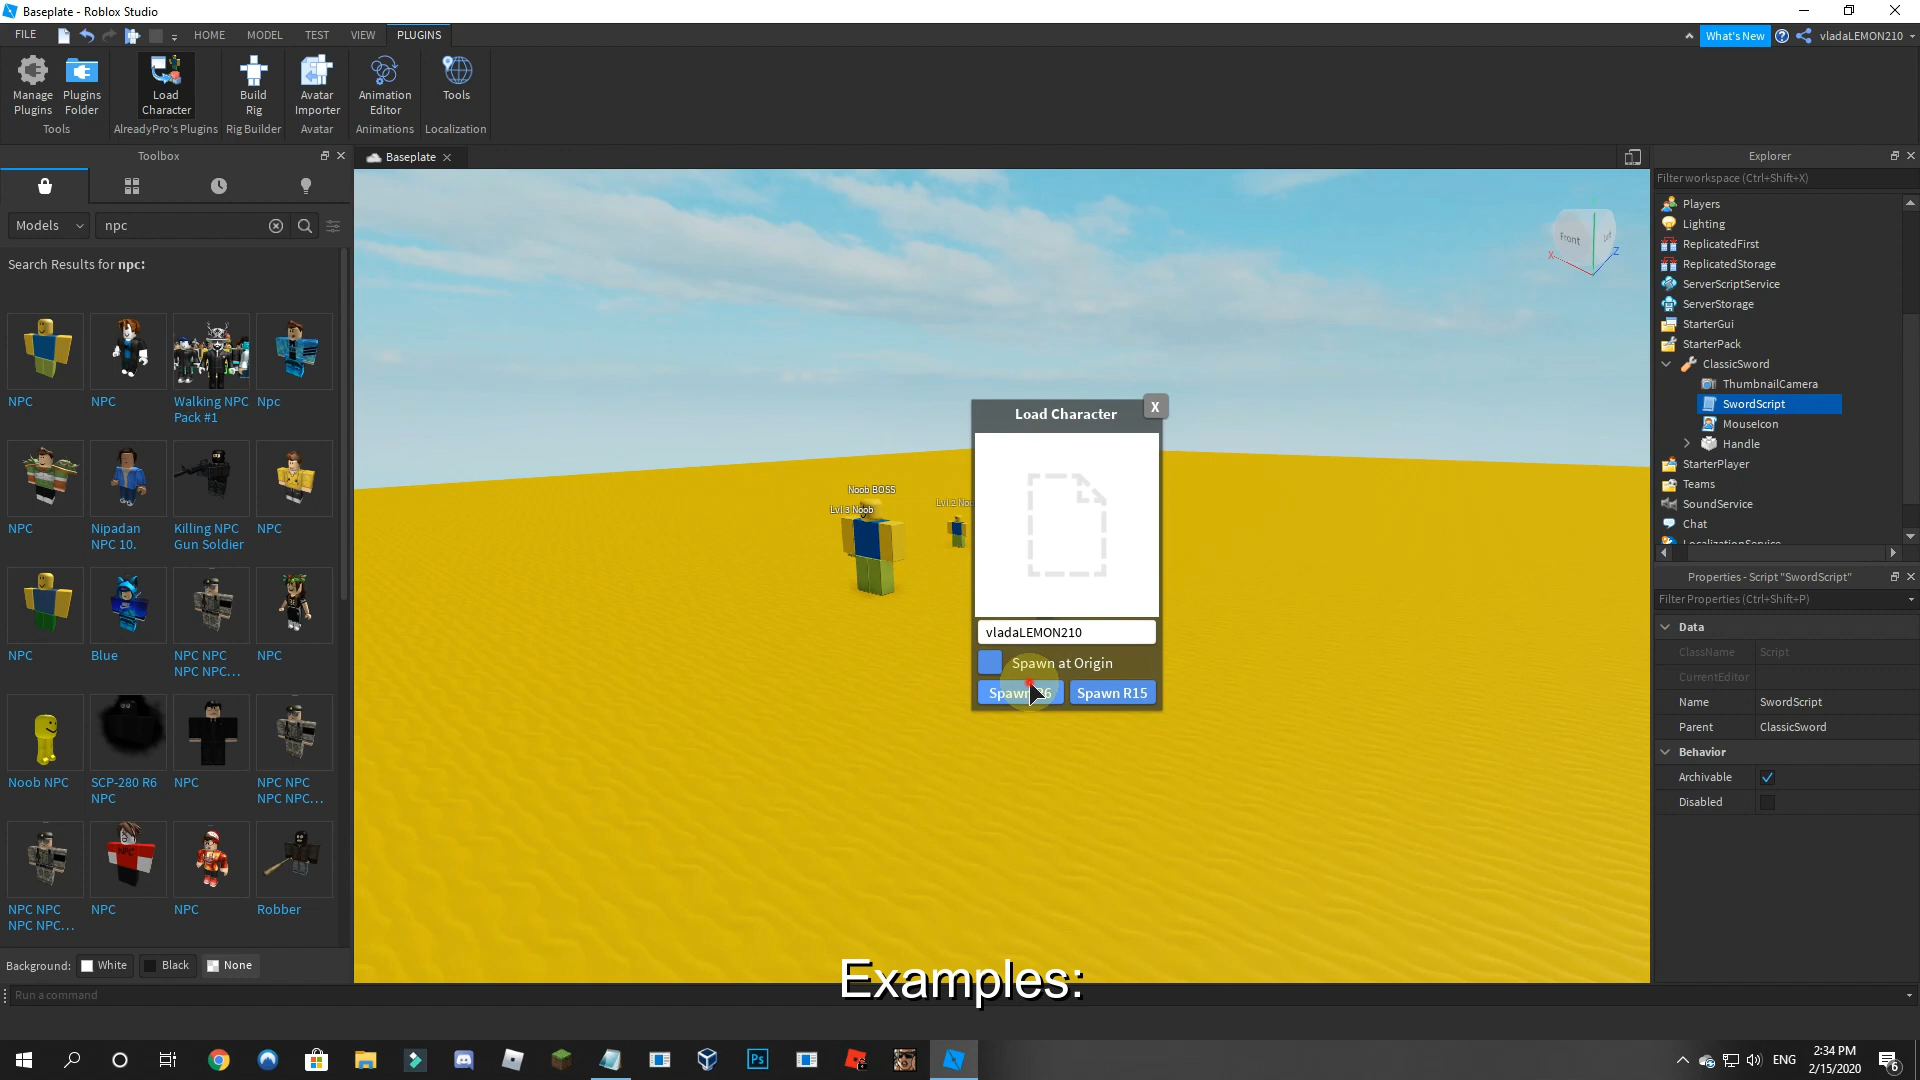 Baseplate - Roblox Studio
FILE
HOME
MODEL
TEST
VIEW
PLUGINS
What's New
vladaLEMON210
Manage
Plugins
Plugins
Folder
Load
Character
Build
Rig
Avatar
Importer
Animation
Editor
Tools
Tools
AlreadyPro's Plugins
Rig Builder
Avatar
Animations
Localization
Toolbox
Baseplate
Explorer
Filter workspace (Ctrl+Shift+X)
Models
npc
Search Results for npc:
NPC
NPC
Walking NPC
Pack #1
Npc
NPC
Nipadan
NPC 10.
Killing NPC
Gun Soldier
NPC
NPC
Blue
NPC NPC
NPC NPC...
NPC
Noob NPC
SCP-280 R6
NPC
NPC
NPC NPC
NPC NPC...
NPC NPC
NPC NPC...
NPC
NPC
Robber
Background:
White
Black
None
Run a command
Front
X
Z
Noob BOSS
Lvl 3 Noob
Lvl 2
Load Character
X
vladaLEMON210
Spawn at Origin
Spawn R6
Spawn R15
Examples:
Players
Lighting
ReplicatedFirst
ReplicatedStorage
ServerScriptService
ServerStorage
StarterGui
StarterPack
ClassicSword
ThumbnailCamera
SwordScript
MouseIcon
Handle
StarterPlayer
Teams
SoundService
Chat
LocalizationService
Properties - Script "SwordScript"
Filter Properties (Ctrl+Shift+P)
Data
ClassName
Script
CurrentEditor
Name
SwordScript
Parent
ClassicSword
Behavior
Archivable
Disabled
Ps
ENG
2:34 PM
2/15/2020
6